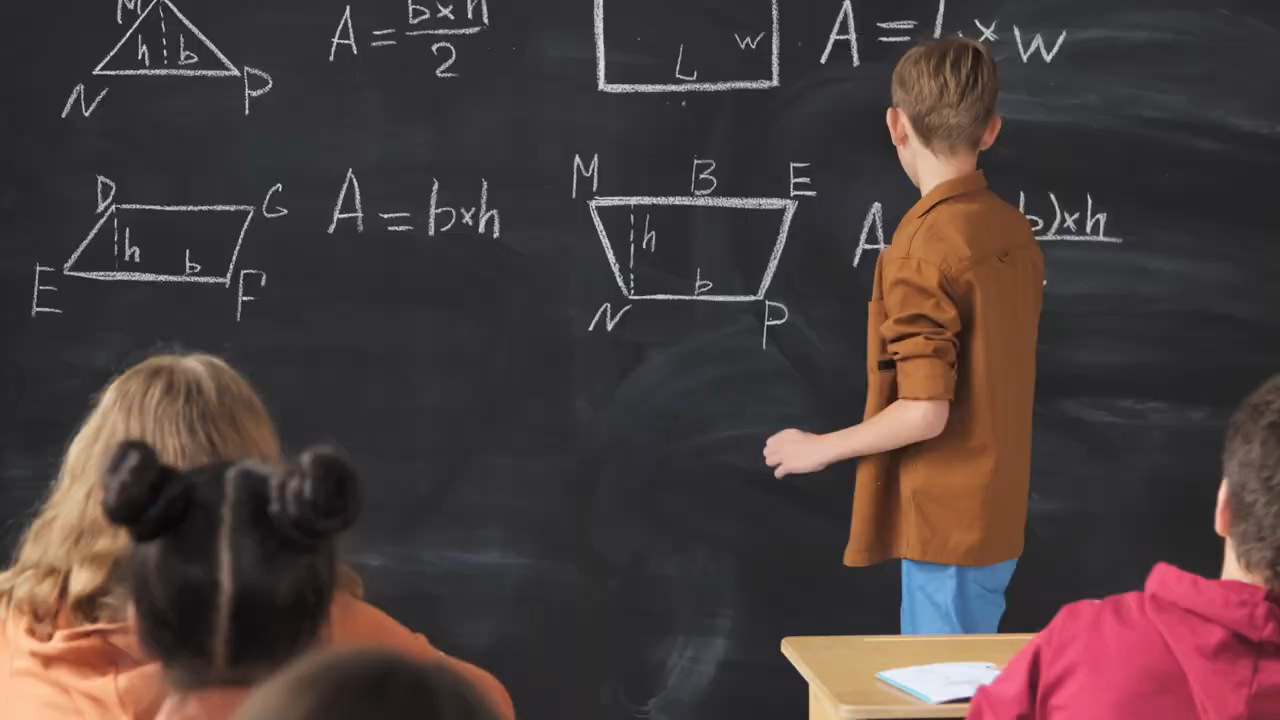 M
h b
N P
A = b×h
2
L w
A = L×w
D G
h b
E F
A = b×h
M B E
h
b
N P
A
b)×h